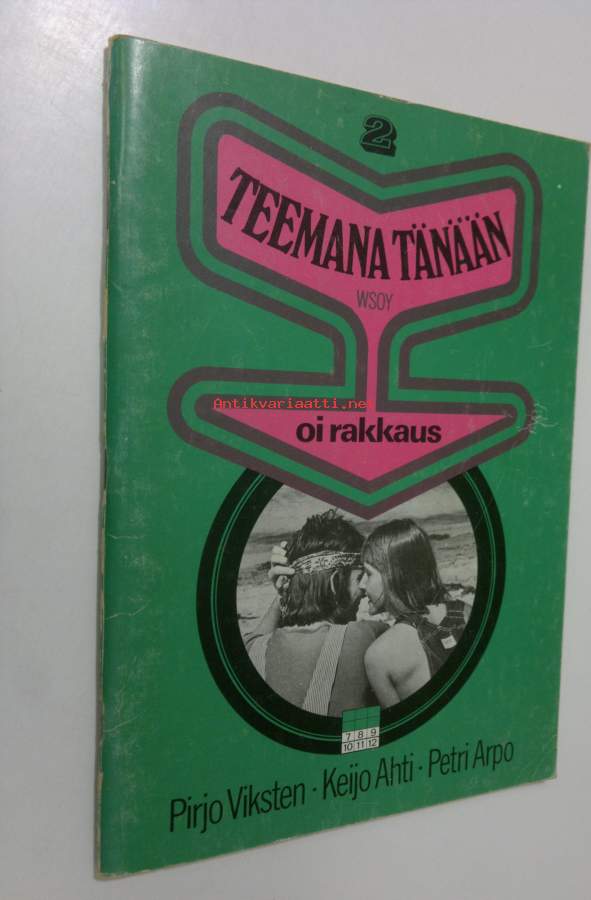 2
TEEMANA TÄNÄÄN
WSOY
Antikvariaatti.net
oi rakkaus
7 8 9
10 11 12
Pirjo Viksten · Keijo Ahti · Petri Arpo